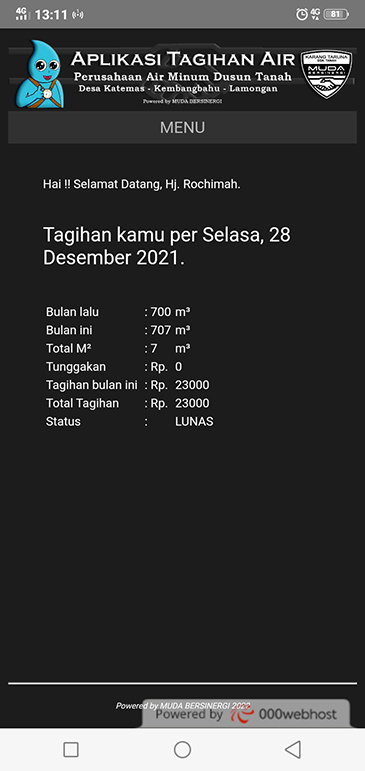 4G 13:11 4G 81
APLIKASI TAGIHAN AIR
Perusahaan Air Minum Dusun Tanah
Desa Katemas - Kembangbahu - Lamongan
Powered by MUDA BERSINERGI
KARANG TARUNA
DSN. TANAH
MUDA
BERSINERGI
MENU
Hai !! Selamat Datang, Hj. Rochimah.
Tagihan kamu per Selasa, 28
Desember 2021.
Bulan lalu : 700 m³
Bulan ini : 707 m³
Total M² : 7 m³
Tunggakan : Rp. 0
Tagihan bulan ini : Rp. 23000
Total Tagihan : Rp. 23000
Status : LUNAS
Powered by MUDA BERSINERGI 2022
Powered by 000webhost